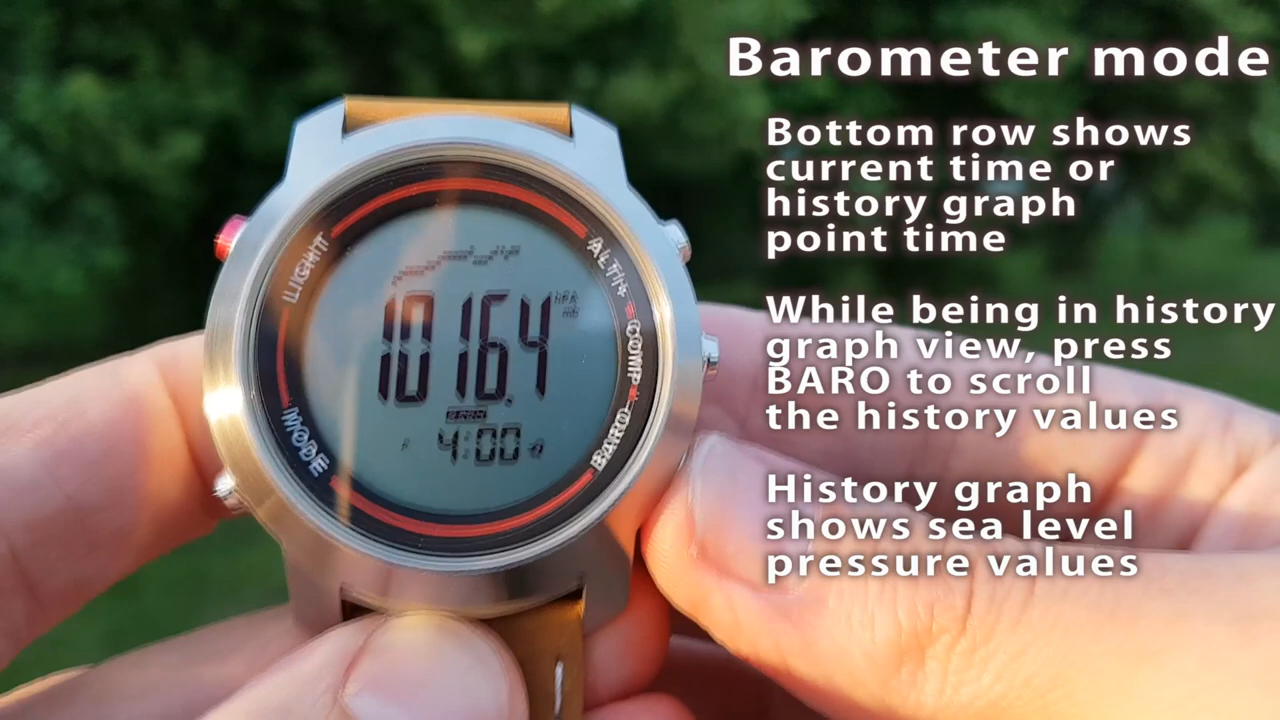 Barometer mode
Bottom row shows
current time or
history graph
point time
While being in history
graph view, press
BARO to scroll
the history values
History graph
shows sea level
pressure values
LIGHT
ALTI
COMP
BARO
MODE
hPA
mb
1016.4
4:00